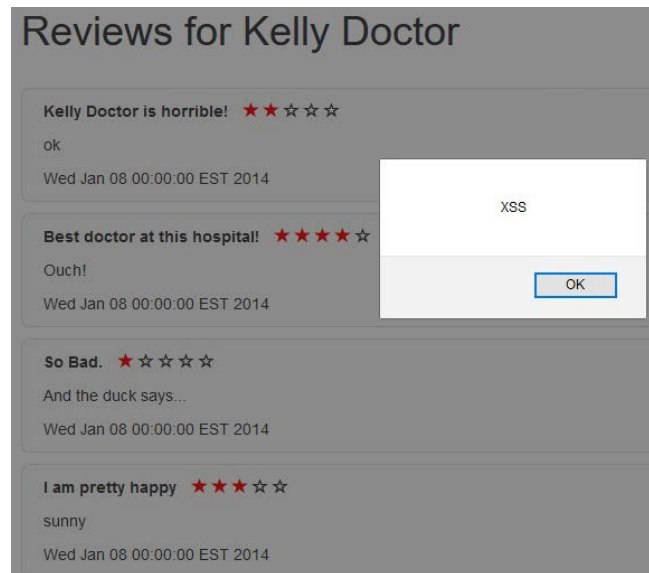 Reviews for Kelly Doctor
Kelly Doctor is horrible!
ok
Wed Jan 08 00:00:00 EST 2014
XSS
OK
Best doctor at this hospital!
Ouch!
Wed Jan 08 00:00:00 EST 2014
So Bad.
And the duck says...
Wed Jan 08 00:00:00 EST 2014
I am pretty happy
sunny
Wed Jan 08 00:00:00 EST 2014